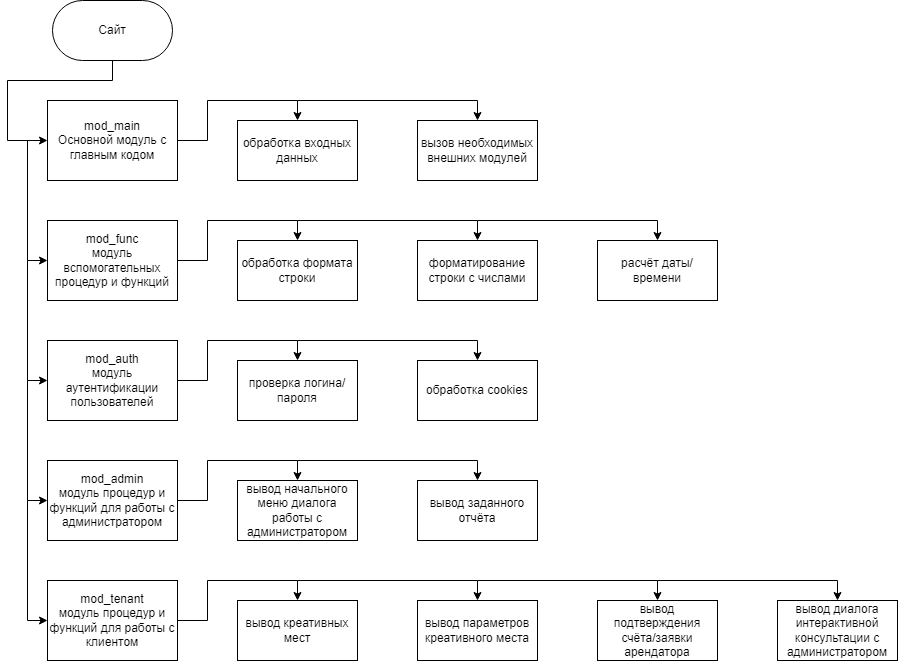 Сайт
mod_main
Основной модуль с
главным кодом
обработка входных
данных
вызов необходимых
внешних модулей
mod_func
модуль
вспомогательных
процедур и функций
обработка формата
строки
форматирование
строки с числами
расчёт даты/
времени
mod_auth
модуль
аутентификации
пользователей
проверка логина/
пароля
обработка cookies
mod_admin
модуль процедур и
функций для работы с
администратором
вывод начального
меню диалога
работы с
администратором
вывод заданного
отчёта
mod_tenant
модуль процедур и
функций для работы с
клиентом
вывод креативных
мест
вывод параметров
креативного места
вывод
подтверждения
счёта/заявки
арендатора
вывод диалога
интерактивной
консультации с
администратором